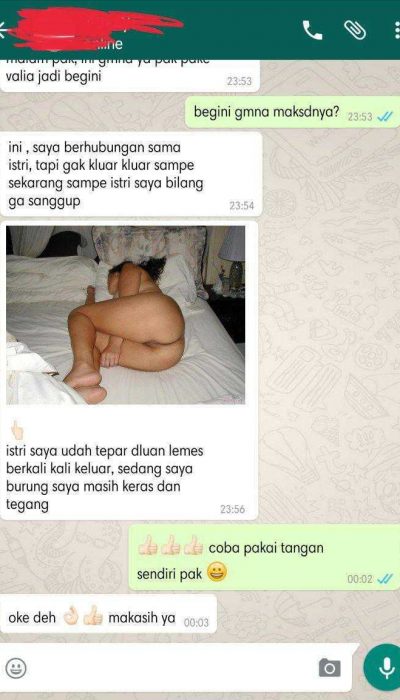 malam pak, ini gmna ya pak pake
valia jadi begini
23:53
begini gmna maksdnya? 23:53
ini , saya berhubungan sama
istri, tapi gak kluar kluar sampe
sekarang sampe istri saya bilang
ga sanggup
23:54
istri saya udah tepar dluan lemes
berkali kali keluar, sedang saya
burung saya masih keras dan
tegang
23:56
coba pakai tangan
sendiri pak
00:02
oke deh makasih ya 00:03